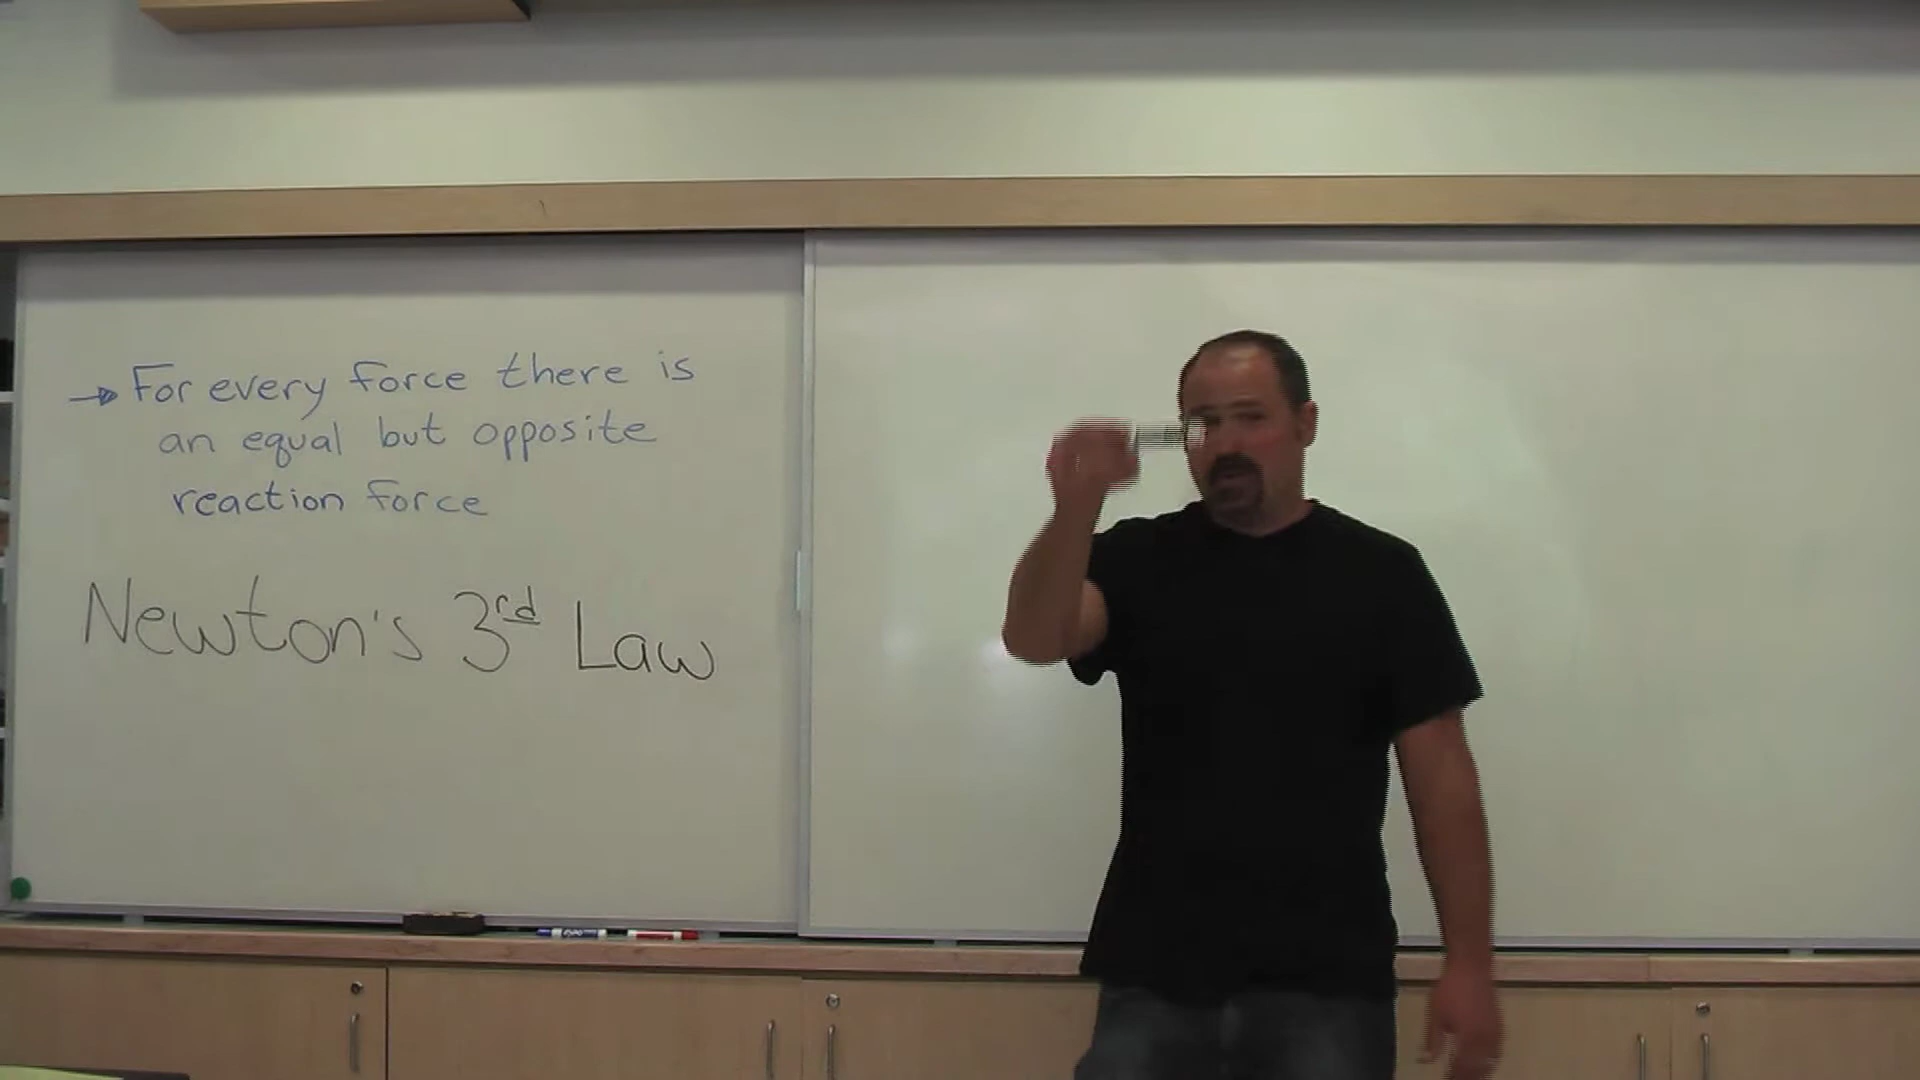 → For every force there is
an equal but opposite
reaction force
Newton's 3rd Law